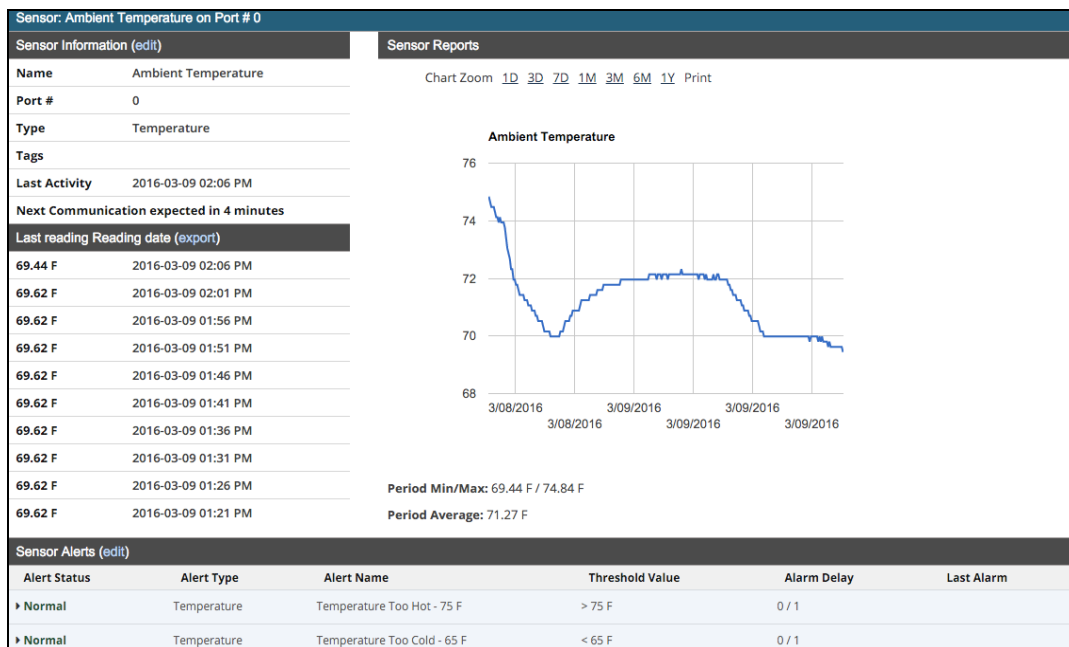 Sensor: Ambient Temperature on Port # 0
Sensor Information (edit)
Name Ambient Temperature
Port # 0
Type Temperature
Tags
Last Activity 2016-03-09 02:06 PM
Next Communication expected in 4 minutes
Last reading Reading date (export)
69.44 F 2016-03-09 02:06 PM
69.62 F 2016-03-09 02:01 PM
69.62 F 2016-03-09 01:56 PM
69.62 F 2016-03-09 01:51 PM
69.62 F 2016-03-09 01:46 PM
69.62 F 2016-03-09 01:41 PM
69.62 F 2016-03-09 01:36 PM
69.62 F 2016-03-09 01:31 PM
69.62 F 2016-03-09 01:26 PM
69.62 F 2016-03-09 01:21 PM
Sensor Reports
Chart Zoom 1D 3D 7D 1M 3M 6M 1Y Print
Ambient Temperature
76
74
72
70
68
3/08/2016 3/09/2016 3/09/2016
3/08/2016 3/09/2016 3/09/2016
Period Min/Max: 69.44 F / 74.84 F
Period Average: 71.27 F
Sensor Alerts (edit)
Alert Status Alert Type Alert Name Threshold Value Alarm Delay Last Alarm
Normal Temperature Temperature Too Hot - 75 F > 75 F 0 / 1
Normal Temperature Temperature Too Cold - 65 F < 65 F 0 / 1